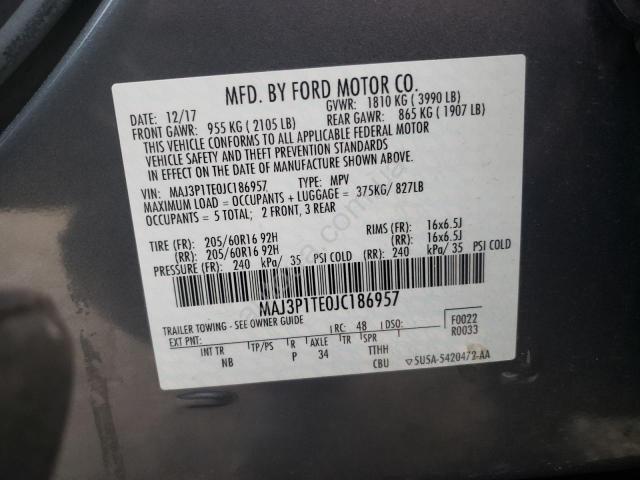 MFD. BY FORD MOTOR CO.
DATE: 12/17 GVWR: 1810 KG ( 3990 LB)
FRONT GAWR: 955 KG ( 2105 LB) REAR GAWR: 865 KG ( 1907 LB)
THIS VEHICLE CONFORMS TO ALL APPLICABLE FEDERAL MOTOR
VEHICLE SAFETY AND THEFT PREVENTION STANDARDS
IN EFFECT ON THE DATE OF MANUFACTURE SHOWN ABOVE.
VIN: MAJ3P1TE0JC186957 TYPE: MPV
MAXIMUM LOAD = OCCUPANTS + LUGGAGE = 375KG/ 827LB
OCCUPANTS = 5 TOTAL; 2 FRONT, 3 REAR
TIRE (FR): 205/60R16 92H RIMS (FR): 16x6.5J
(RR): 205/60R16 92H (RR): 16x6.5J
PRESSURE (FR): 240 kPa/ 35 PSI COLD (RR): 240 kPa/ 35 PSI COLD
MAJ3P1TE0JC186957
TRAILER TOWING - SEE OWNER GUIDE
EXT PNT: RC: 48 DSO: F0022
R0033
INT TR TP/PS R AXLE TR SPR
NB P 34 TTHH
CBU ▽5U5A-5420472-AA